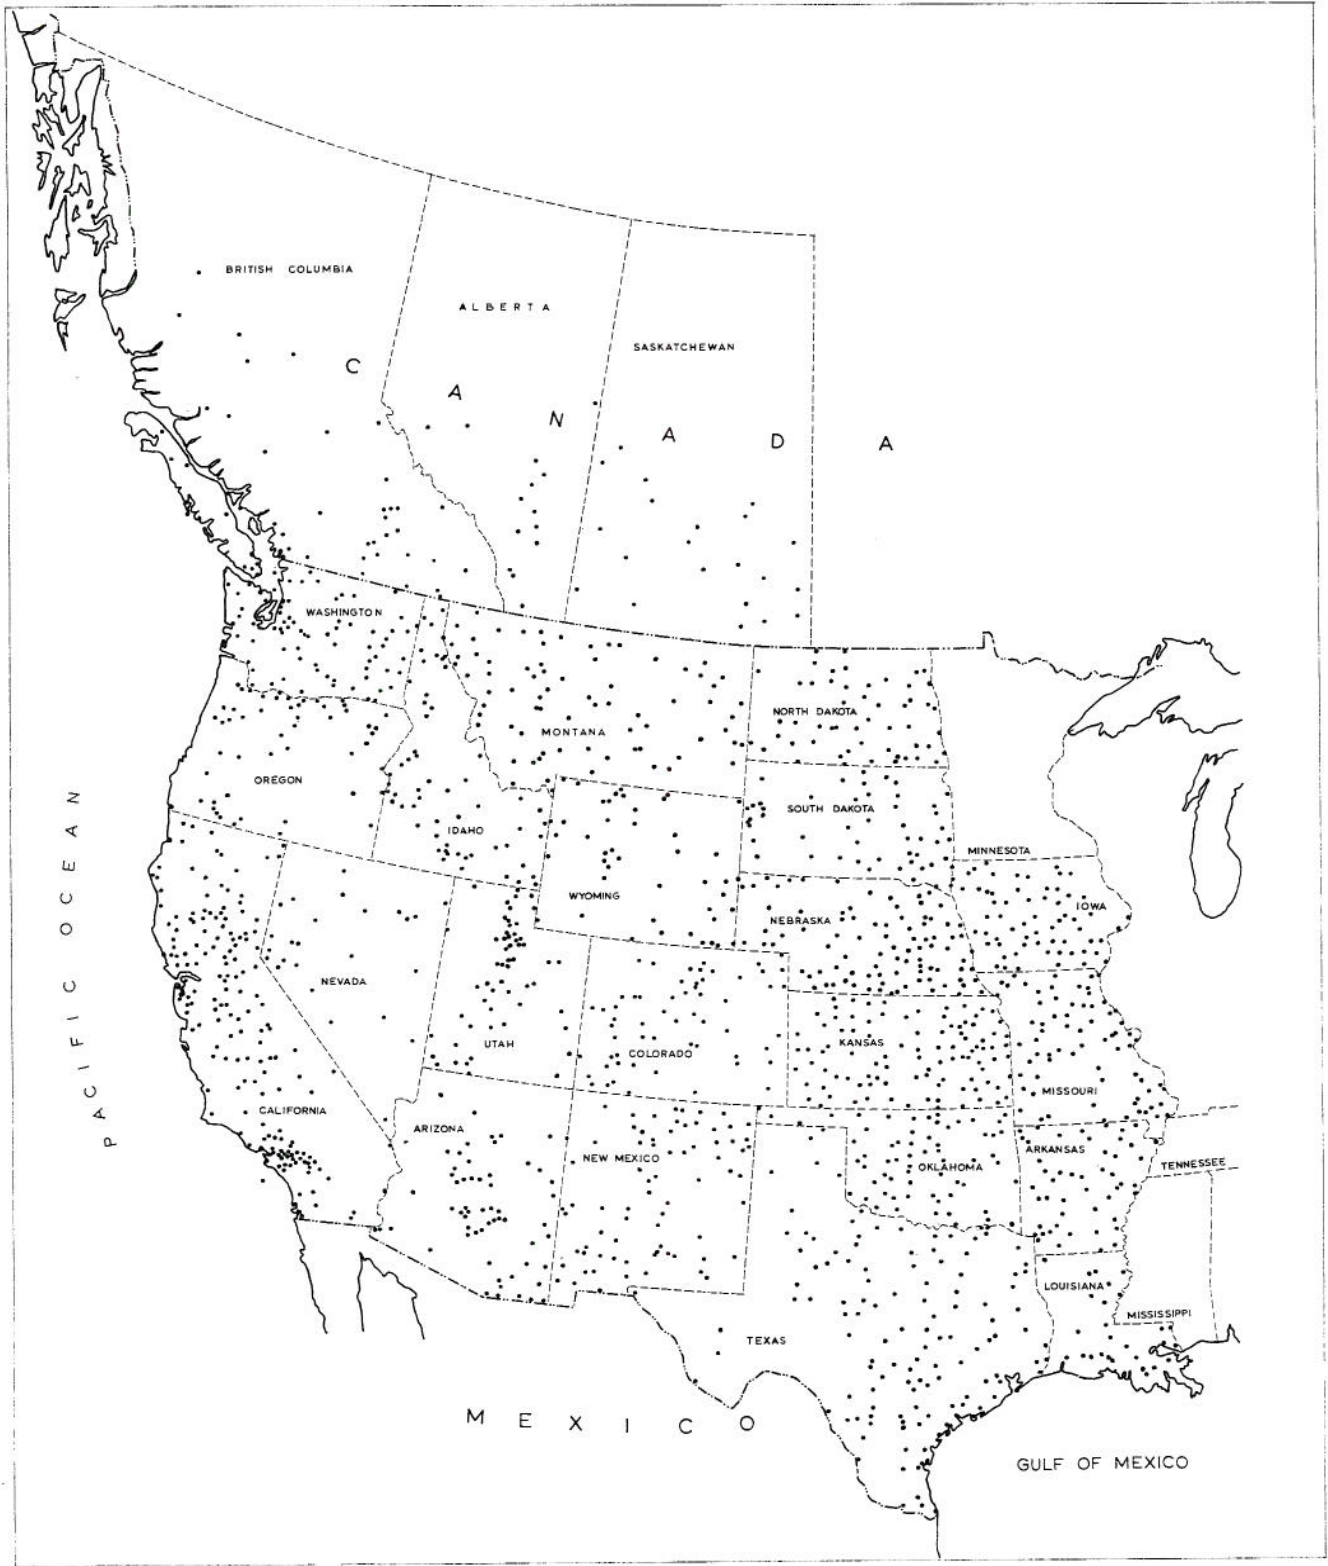 BRITISH COLUMBIA
ALBERTA
SASKATCHEWAN
CANADA
WASHINGTON
NORTH DAKOTA
MONTANA
OREGON
SOUTH DAKOTA
IDAHO
MINNESOTA
WYOMING
IOWA
NEBRASKA
PACIFIC OCEAN
NEVADA
UTAH
KANSAS
COLORADO
MISSOURI
CALIFORNIA
ARIZONA
ARKANSAS
NEW MEXICO
TENNESSEE
OKLAHOMA
LOUISIANA
MISSISSIPPI
TEXAS
MEXICO
GULF OF MEXICO